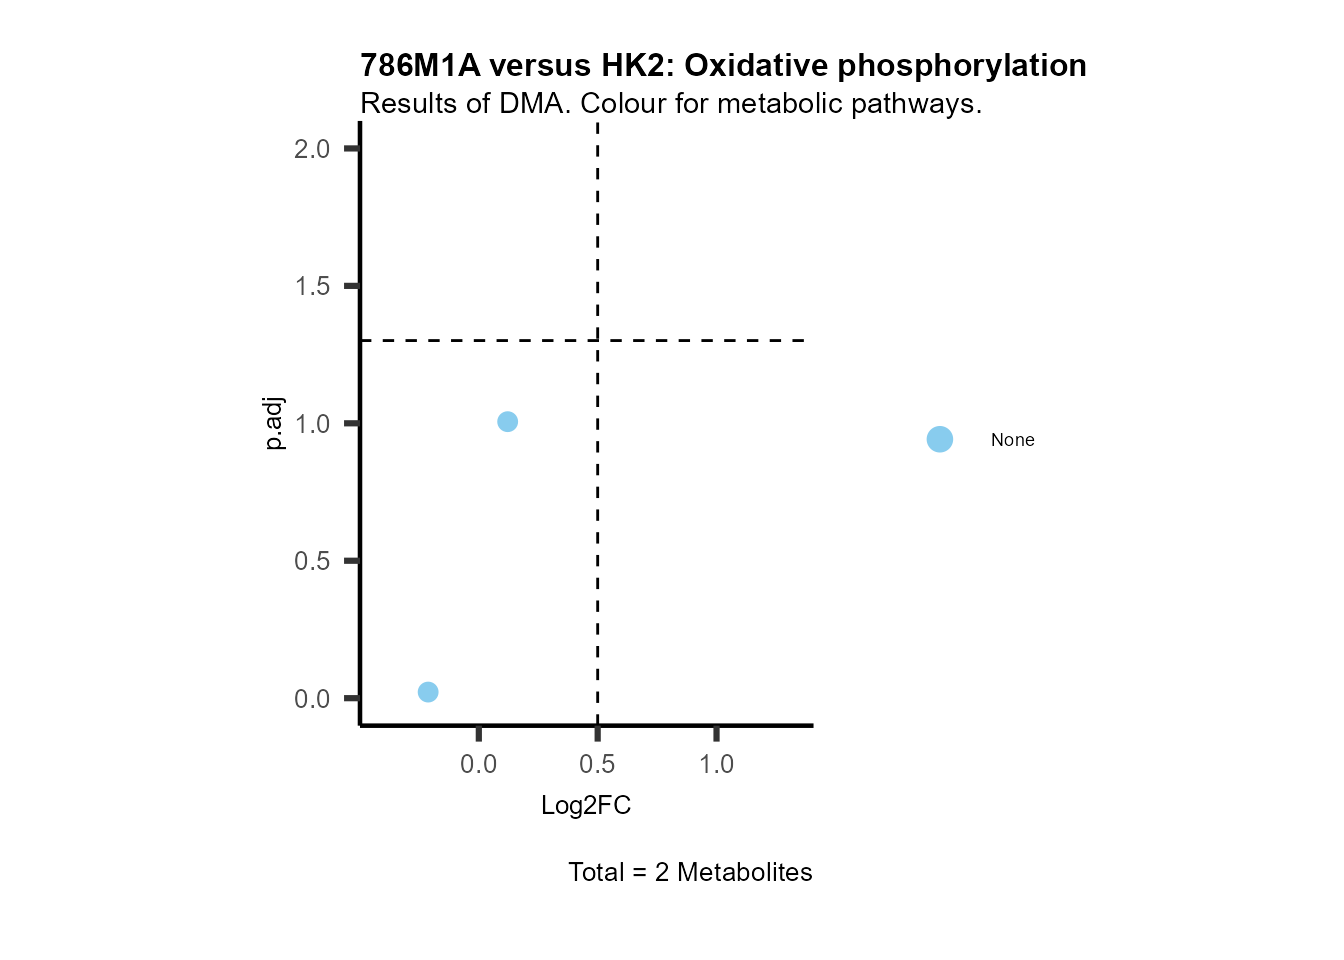 786M1A versus HK2: Oxidative phosphorylation
Results of DMA. Colour for metabolic pathways.
2.0
1.5
1.0
0.5
0.0
p.adj
None
0.0 0.5 1.0
Log2FC
Total = 2 Metabolites